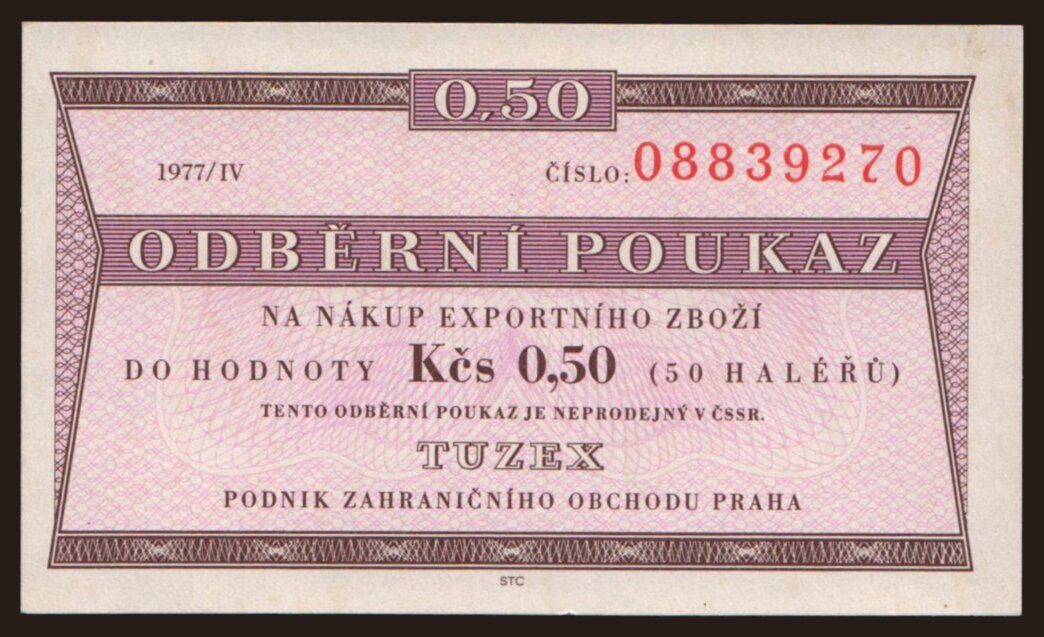 0,50
1977/IV ČÍSLO: 08839270
ODBĚRNÍ POUKAZ
NA NÁKUP EXPORTNÍHO ZBOŽÍ
DO HODNOTY Kčs 0,50 (50 HALÉŘŮ)
TENTO ODBĚRNÍ POUKAZ JE NEPRODEJNÝ V ČSSR.
TUZEX
PODNIK ZAHRANIČNÍHO OBCHODU PRAHA
STC